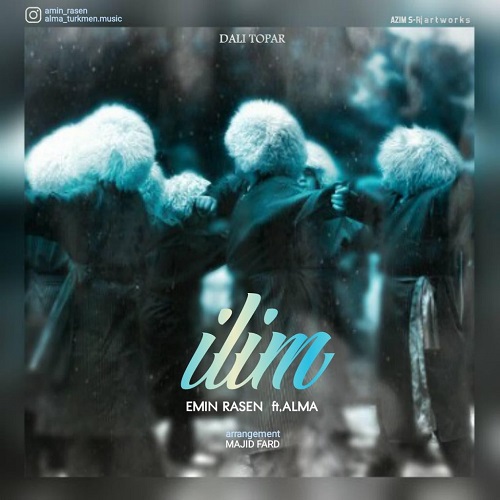 amin_rasen
alma_turkmen.music
AZIM S-R| artworks
DALI TOPAR
ilim
EMIN RASEN ft.ALMA
arrangement
MAJID FARD